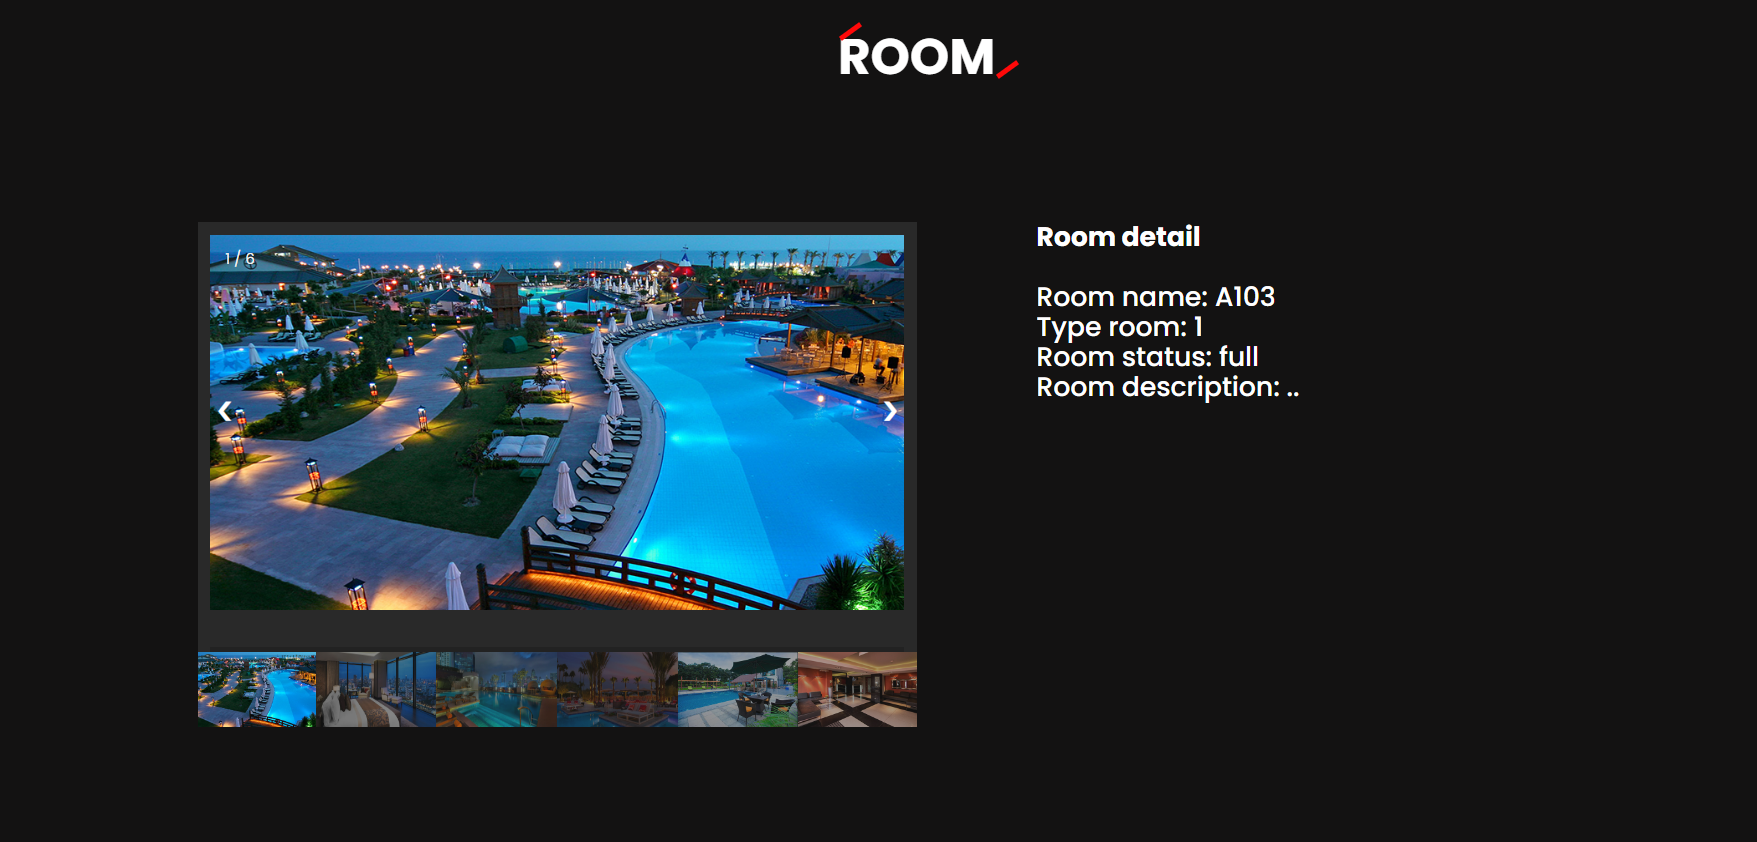 ROOM
1 / 6
Room detail
Room name: A103
Type room: 1
Room status: full
Room description: ..